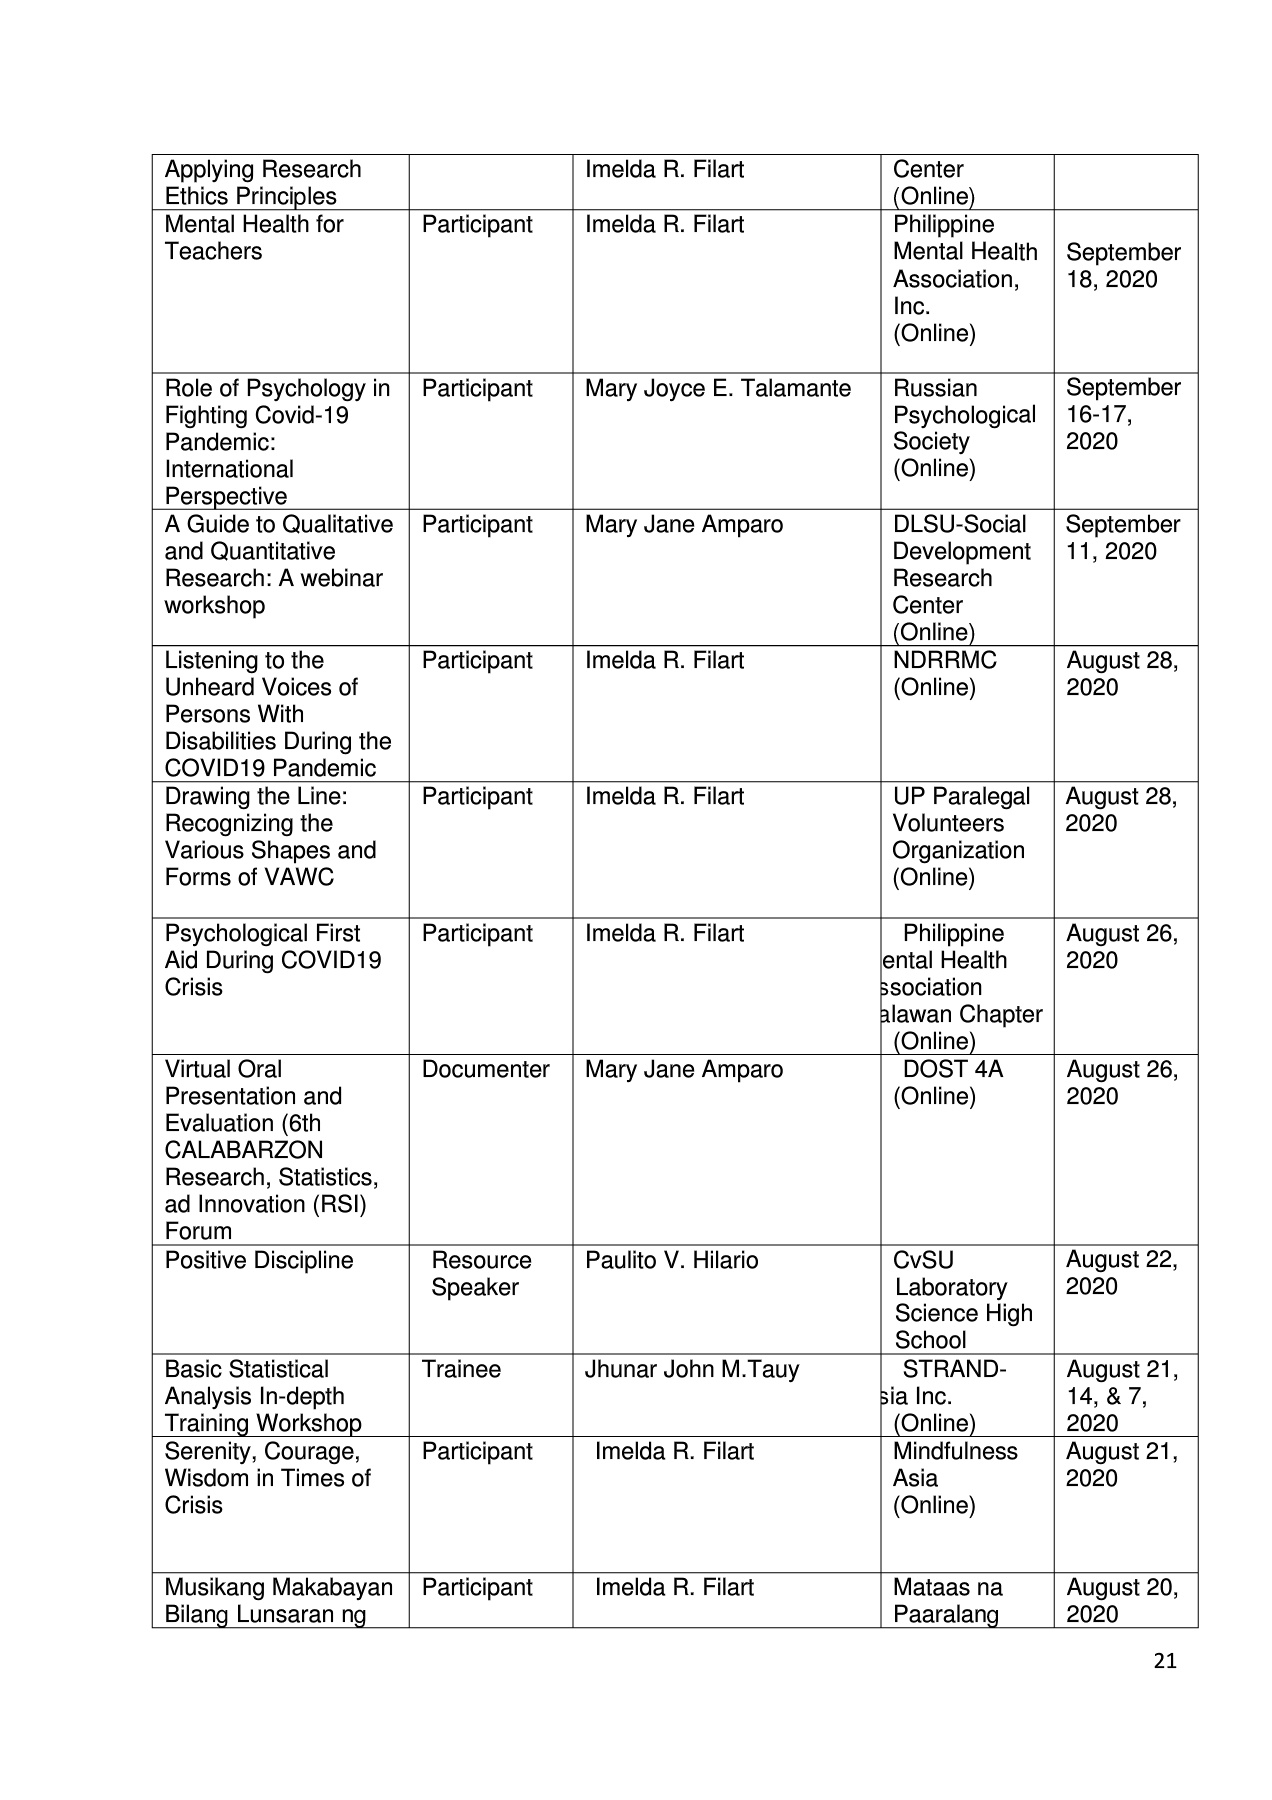 Applying Research
Ethics Principles
Imelda R. Filart
Center
(Online)
Mental Health for
Teachers
Participant
Imelda R. Filart
Philippine
Mental Health
Association,
Inc.
(Online)
September
18, 2020
Role of Psychology in
Fighting Covid-19
Pandemic:
International
Perspective
Participant
Mary Joyce E. Talamante
Russian
Psychological
Society
(Online)
September
16-17,
2020
A Guide to Qualitative
and Quantitative
Research: A webinar
workshop
Participant
Mary Jane Amparo
DLSU-Social
Development
Research
Center
(Online)
September
11, 2020
Listening to the
Unheard Voices of
Persons With
Disabilities During the
COVID19 Pandemic
Participant
Imelda R. Filart
NDRRMC
(Online)
August 28,
2020
Drawing the Line:
Recognizing the
Various Shapes and
Forms of VAWC
Participant
Imelda R. Filart
UP Paralegal
Volunteers
Organization
(Online)
August 28,
2020
Psychological First
Aid During COVID19
Crisis
Participant
Imelda R. Filart
Philippine
ental Health
ssociation
alawan Chapter
(Online)
August 26,
2020
Virtual Oral
Presentation and
Evaluation (6th
CALABARZON
Research, Statistics,
ad Innovation (RSI)
Forum
Documenter
Mary Jane Amparo
DOST 4A
(Online)
August 26,
2020
Positive Discipline
Resource
Speaker
Paulito V. Hilario
CvSU
Laboratory
Science High
School
August 22,
2020
Basic Statistical
Analysis In-depth
Training Workshop
Trainee
Jhunar John M.Tauy
STRAND-
sia Inc.
(Online)
August 21,
14, & 7,
2020
Serenity, Courage,
Wisdom in Times of
Crisis
Participant
Imelda R. Filart
Mindfulness
Asia
(Online)
August 21,
2020
Musikang Makabayan
Bilang Lunsaran ng
Participant
Imelda R. Filart
Mataas na
Paaralang
August 20,
2020
21